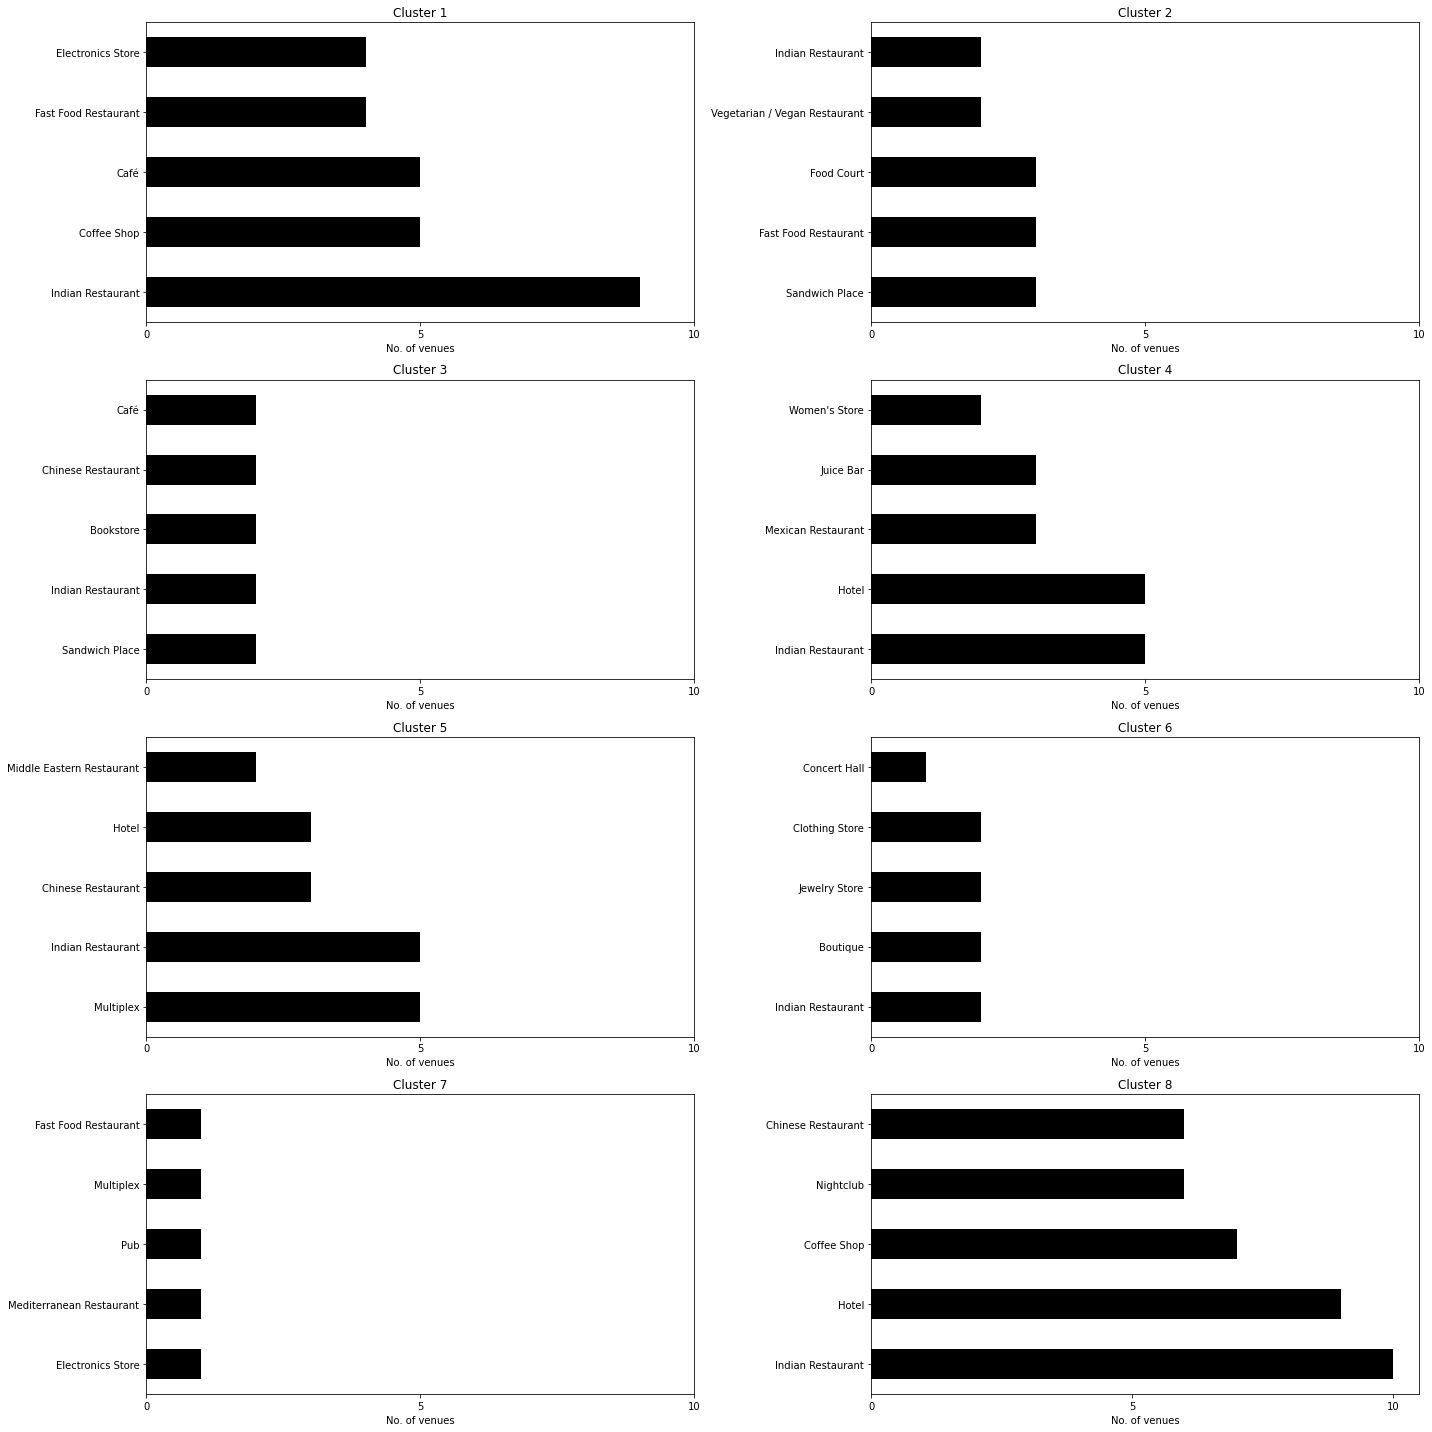 Cluster 1
Electronics Store
Fast Food Restaurant
Café
Coffee Shop
Indian Restaurant
0 5 10
No. of venues
Cluster 2
Indian Restaurant
Vegetarian / Vegan Restaurant
Food Court
Fast Food Restaurant
Sandwich Place
0 5 10
No. of venues
Cluster 3
Café
Chinese Restaurant
Bookstore
Indian Restaurant
Sandwich Place
0 5 10
No. of venues
Cluster 4
Women's Store
Juice Bar
Mexican Restaurant
Hotel
Indian Restaurant
0 5 10
No. of venues
Cluster 5
Middle Eastern Restaurant
Hotel
Chinese Restaurant
Indian Restaurant
Multiplex
0 5 10
No. of venues
Cluster 6
Concert Hall
Clothing Store
Jewelry Store
Boutique
Indian Restaurant
0 5 10
No. of venues
Cluster 7
Fast Food Restaurant
Multiplex
Pub
Mediterranean Restaurant
Electronics Store
0 5 10
No. of venues
Cluster 8
Chinese Restaurant
Nightclub
Coffee Shop
Hotel
Indian Restaurant
0 5 10
No. of venues